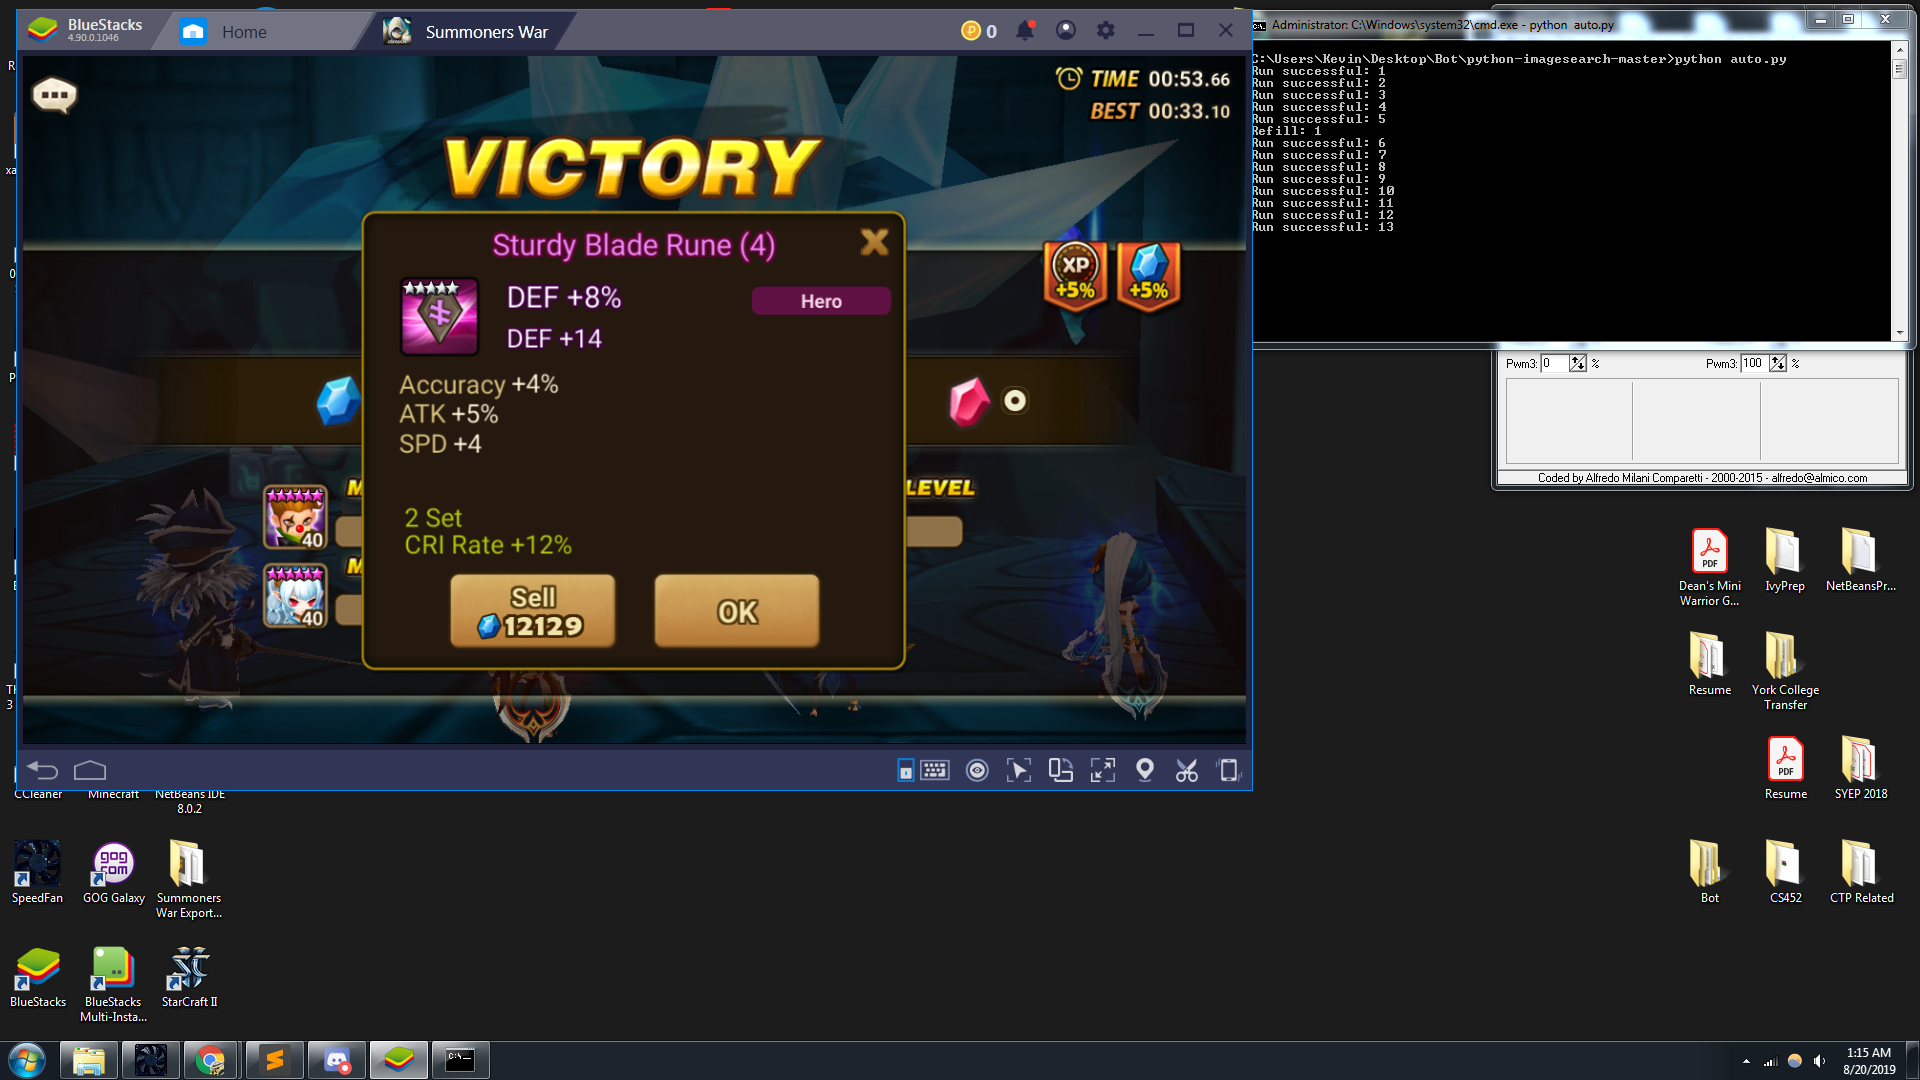 BlueStacks
4.90.0.1046
Home
Summoners War
0
TIME 00:53.66
BEST 00:33.10
VICTORY
Sturdy Blade Rune (4)
DEF +8%
Hero
DEF +14
Accuracy +4%
ATK +5%
SPD +4
2 Set
CRI Rate +12%
Sell
12129
OK
XP
+5%
+5%
LEVEL
40
40
Administrator: C:\Windows\system32\cmd.exe - python auto.py
C:\Users\Kevin\Desktop\Bot\python-imagesearch-master>python auto.py
Run successful: 1
Run successful: 2
Run successful: 3
Run successful: 4
Run successful: 5
Refill: 1
Run successful: 6
Run successful: 7
Run successful: 8
Run successful: 9
Run successful: 10
Run successful: 11
Run successful: 12
Run successful: 13
Pwm3: 0 %
Pwm3: 100 %
Coded by Alfredo Milani Comparetti - 2000-2015 - alfredo@almico.com
Dean's Mini
Warrior G...
IvyPrep
NetBeansPr...
Resume
York College
Transfer
Resume
SYEP 2018
Bot
CS452
CTP Related
CCleaner
Minecraft
NetBeans IDE
8.0.2
SpeedFan
GOG Galaxy
Summoners
War Export...
BlueStacks
BlueStacks
Multi-Insta...
StarCraft II
1:15 AM
8/20/2019